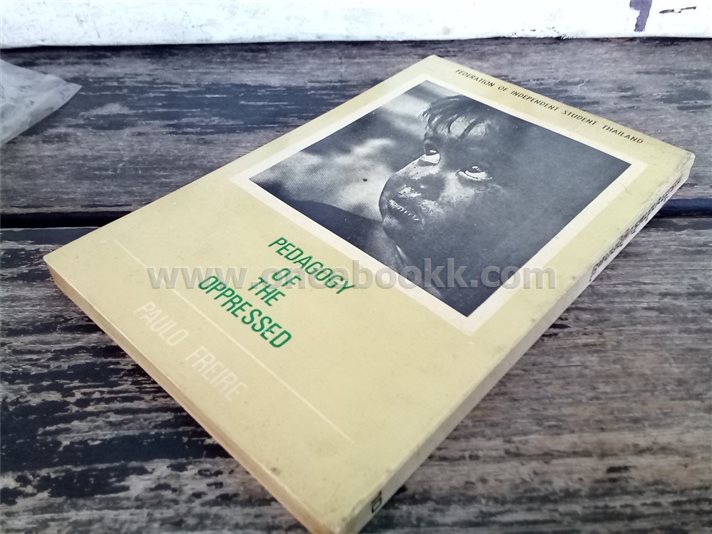 FEDERATION OF INDEPENDENT STUDENT THAILAND
PEDAGOGY
OF
THE
OPPRESSED
PAULO FREIRE